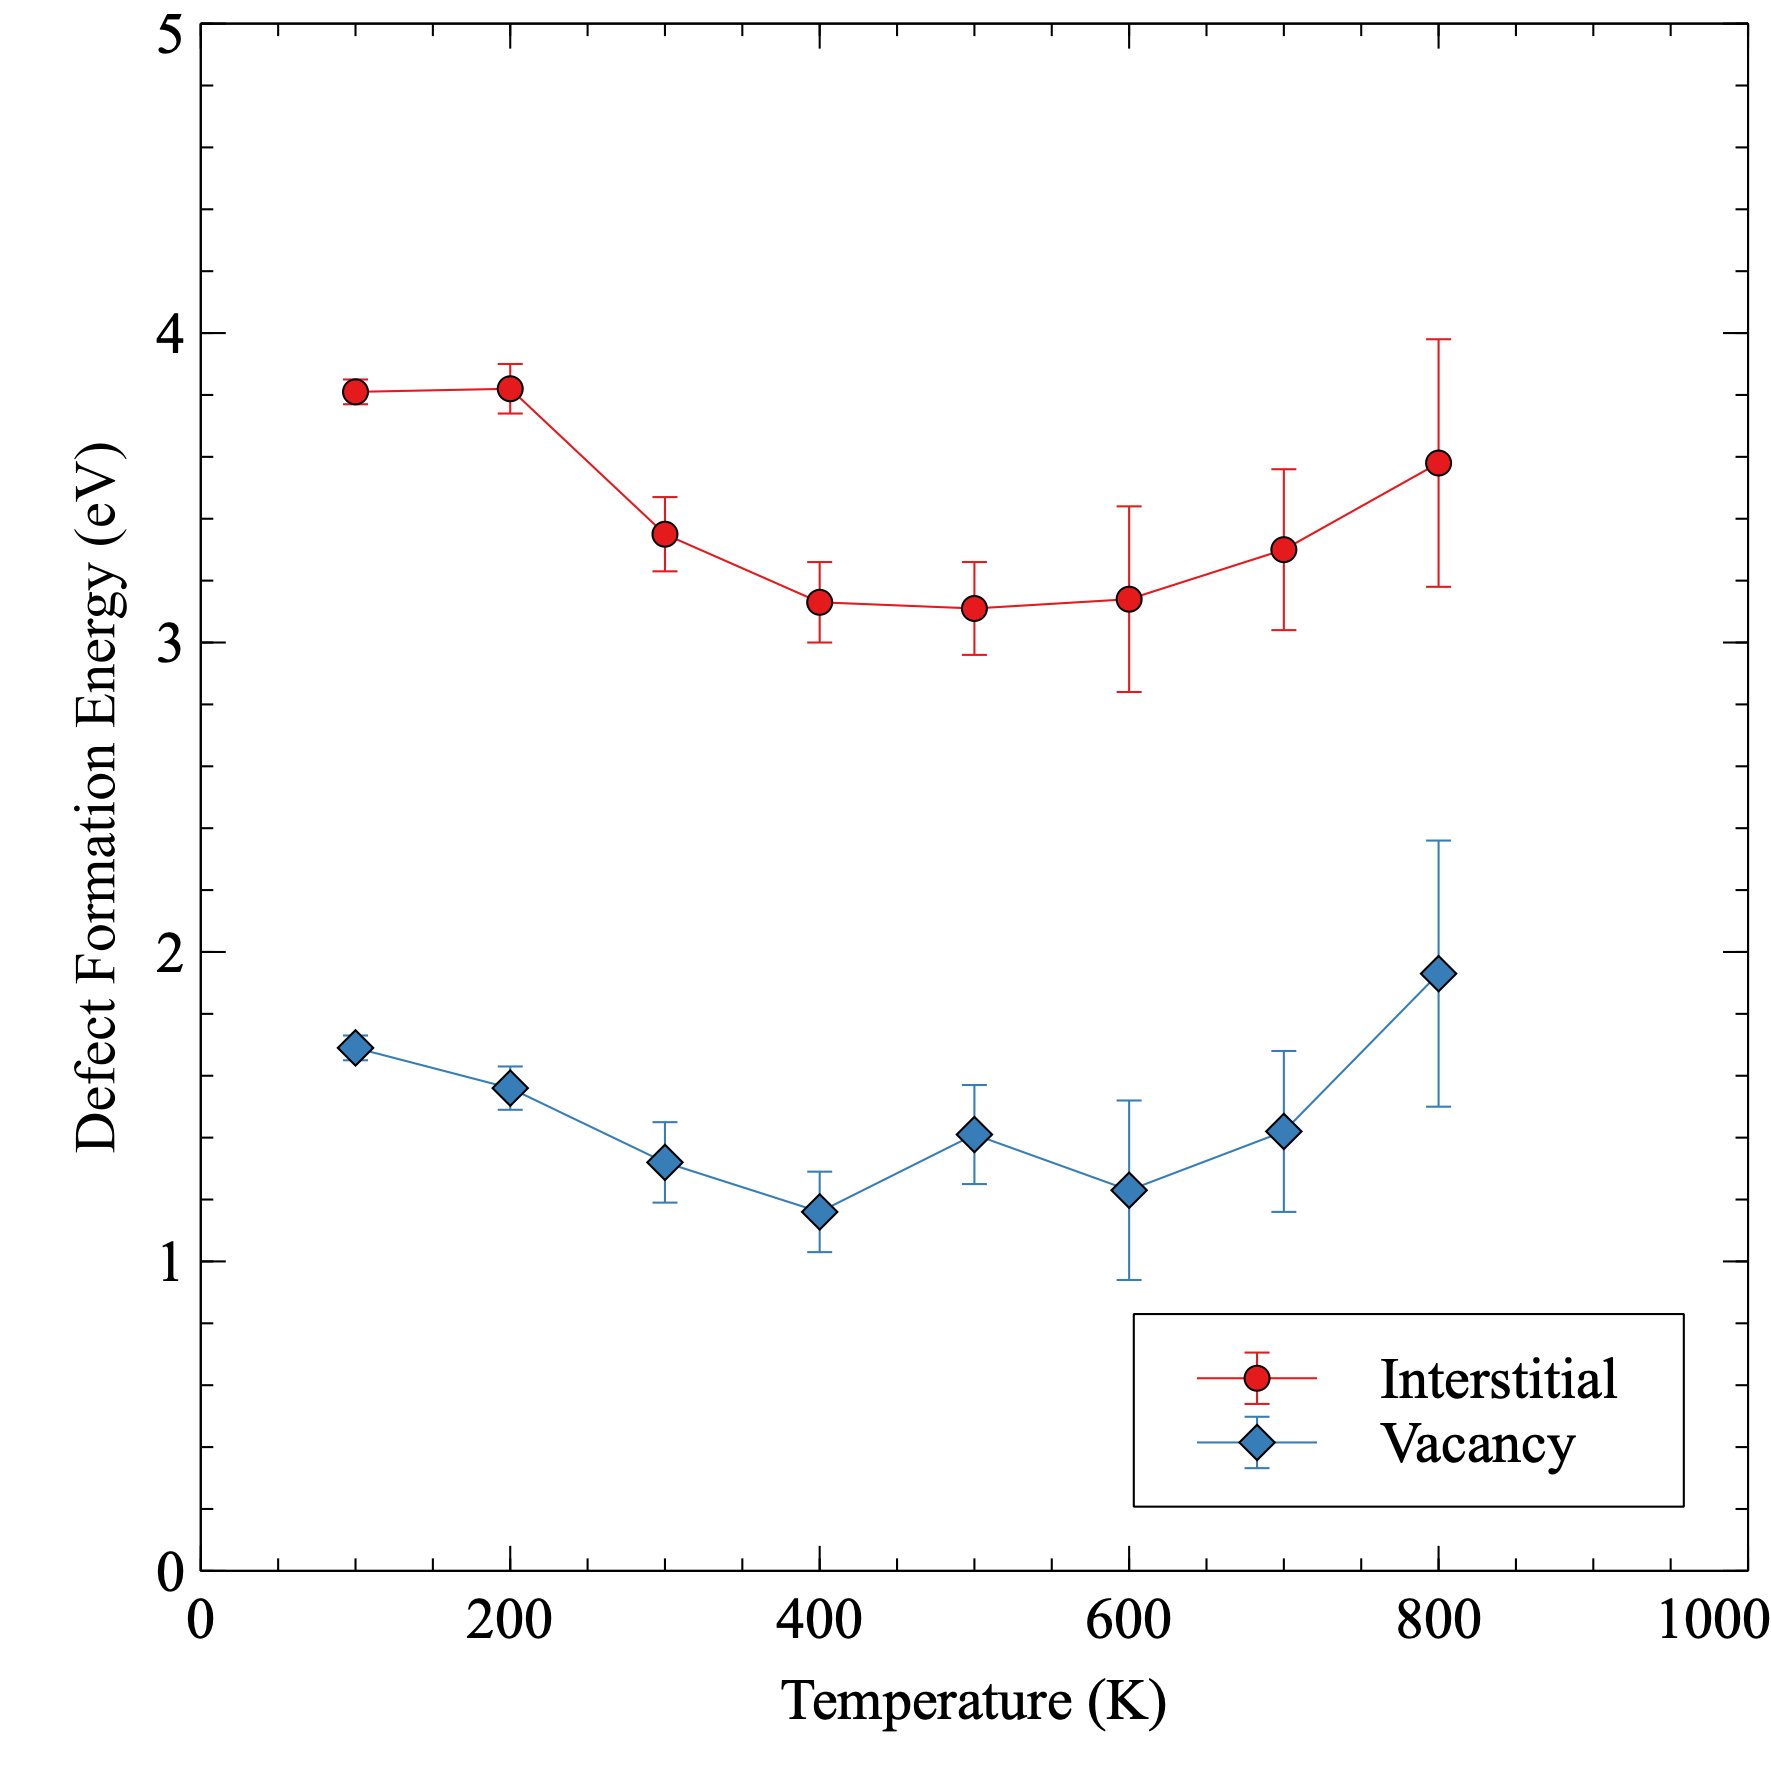 5
4
3
2
1
0
Defect Formation Energy (eV)
0 200 400 600 800 1000
Temperature (K)
Interstitial
Vacancy